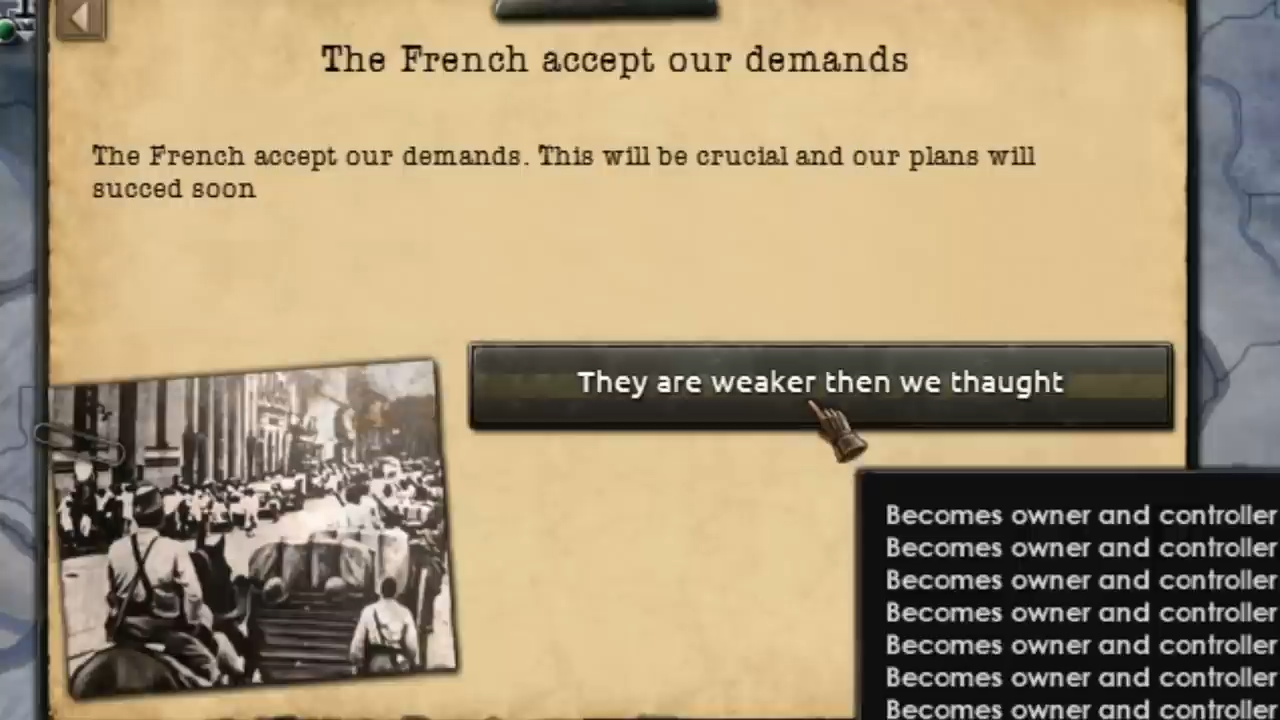 The French accept our demands
The French accept our demands. This will be crucial and our plans will
succed soon
They are weaker then we thaught
Becomes owner and controller
Becomes owner and controller
Becomes owner and controller
Becomes owner and controller
Becomes owner and controller
Becomes owner and controller
Becomes owner and controller